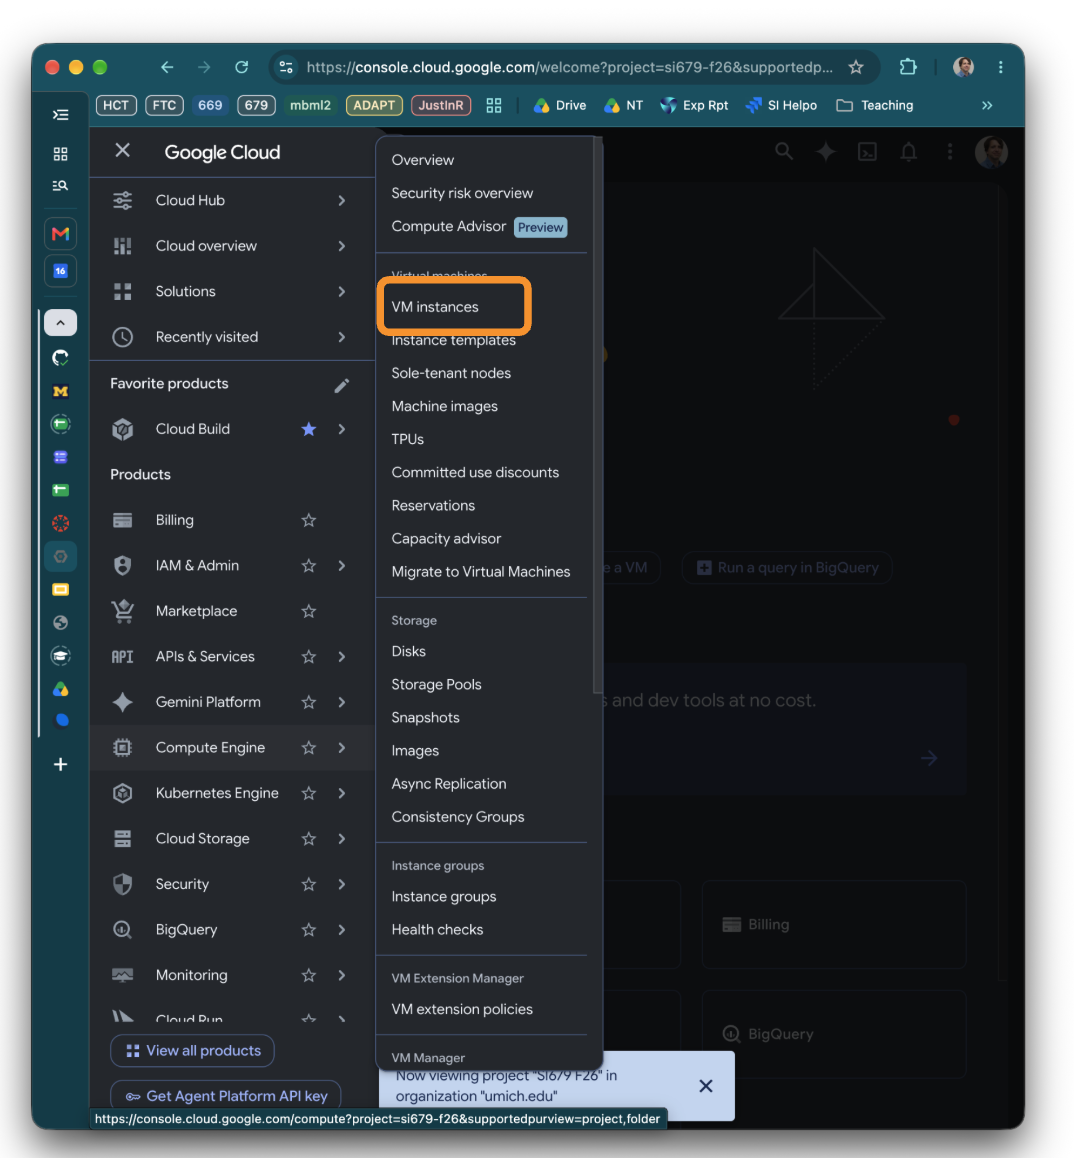 https://console.cloud.google.com/welcome?project=si679-f26&supportedp...
HCT
FTC
669
679
mbml2
ADAPT
JustInR
Drive
NT
Exp Rpt
SI Helpo
Teaching
»
Google Cloud
Cloud Hub
Cloud overview
16
Solutions
Recently visited
Favorite products
Cloud Build
Products
Billing
IAM & Admin
Marketplace
API
APIs & Services
Gemini Platform
Compute Engine
Kubernetes Engine
Cloud Storage
Security
BigQuery
Monitoring
Cloud Run
View all products
Get Agent Platform API key
Overview
Security risk overview
Compute Advisor Preview
Virtual machines
VM instances
Instance templates
Sole-tenant nodes
Machine images
TPUs
Committed use discounts
Reservations
Capacity advisor
Migrate to Virtual Machines
Storage
Disks
Storage Pools
Snapshots
Images
Async Replication
Consistency Groups
Instance groups
Instance groups
Health checks
VM Extension Manager
VM extension policies
VM Manager
a VM
Run a query in BigQuery
and dev tools at no cost.
Billing
BigQuery
Now viewing project "SI679 F26" in
organization "umich.edu"
https://console.cloud.google.com/compute?project=si679-f26&supportedpurview=project,folder